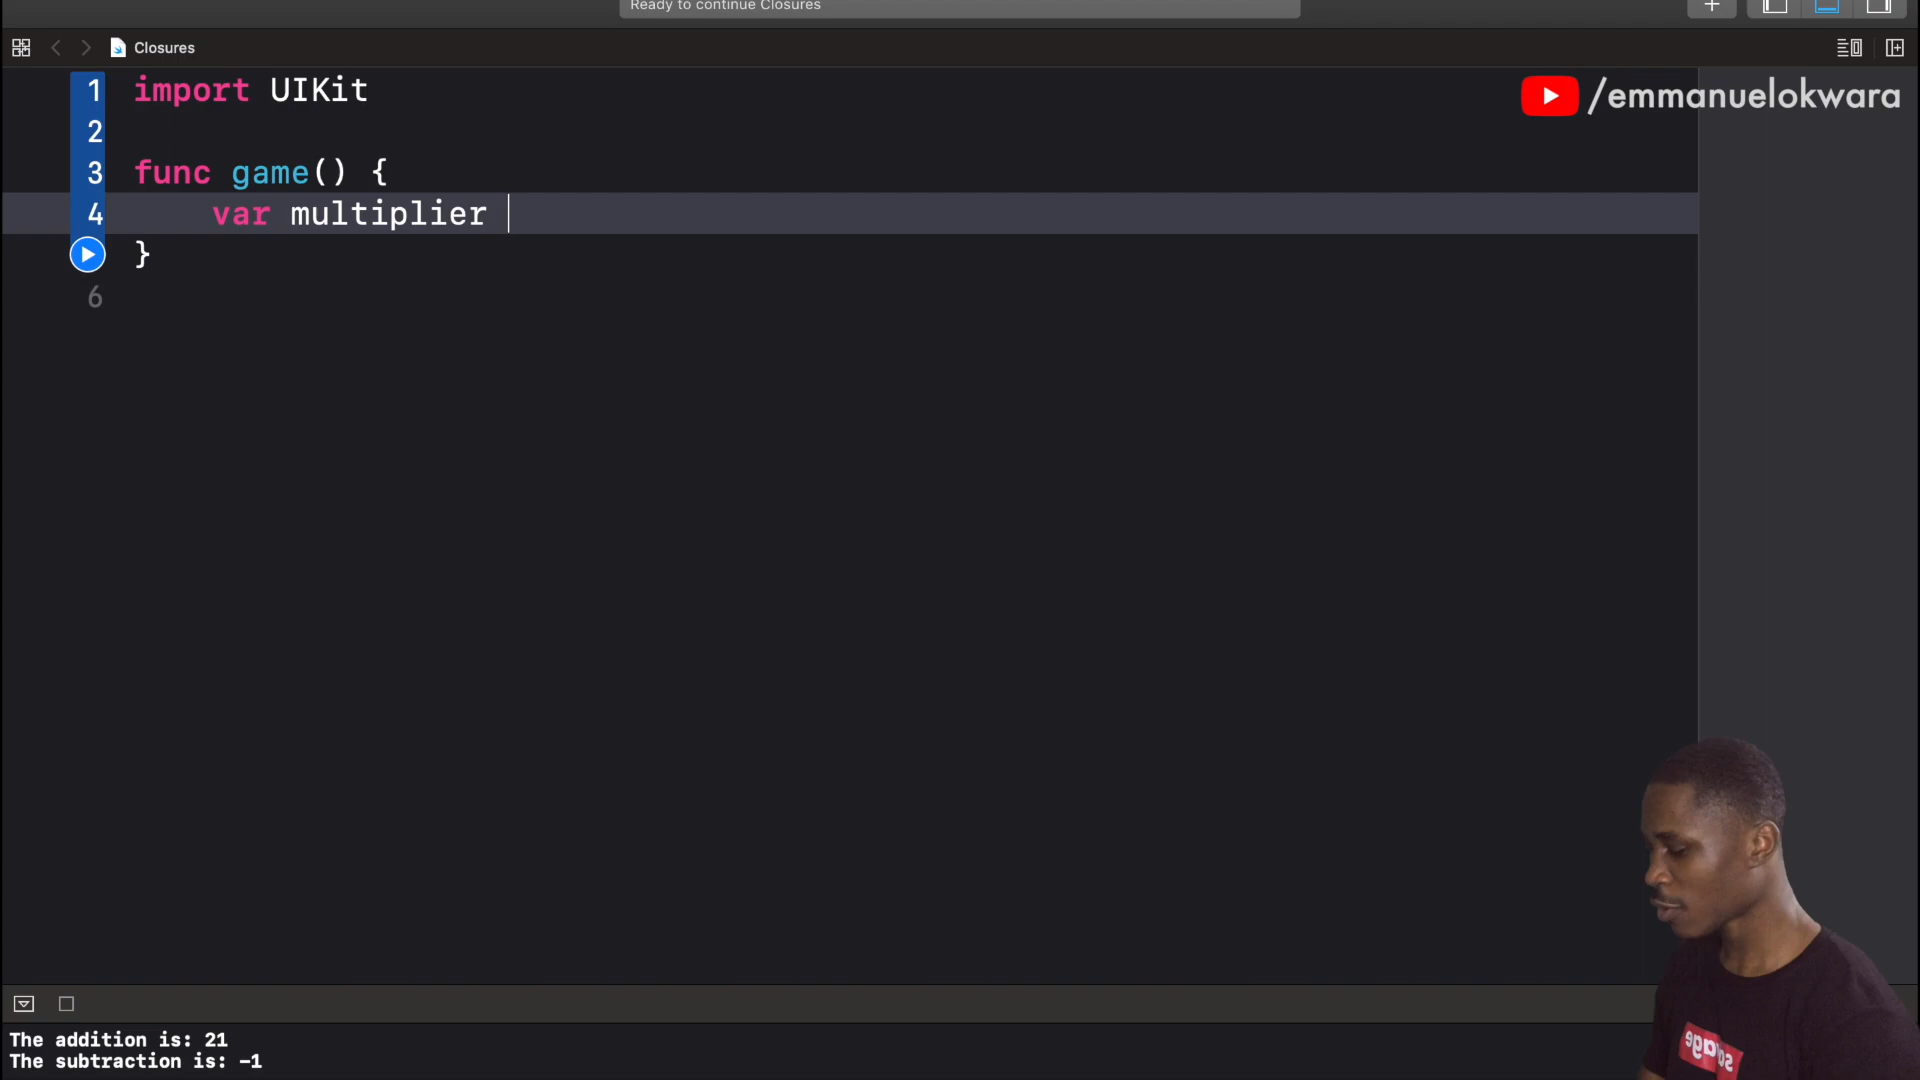 Ready to continue Closures
Closures
/emmanuelokwara
1 import UIKit
2
3 func game() {
4 var multiplier
}
6
The addition is: 21
The subtraction is: -1